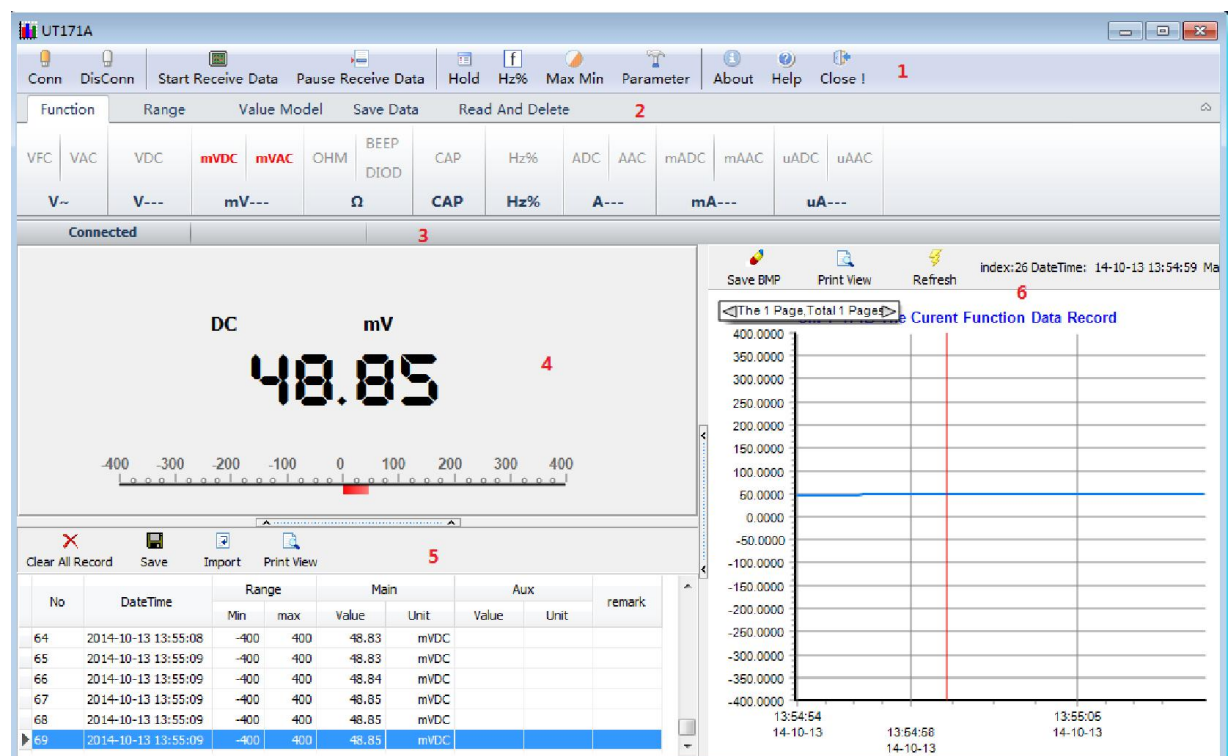 UT171A
Conn DisConn Start Receive Data Pause Receive Data Hold Hz% Max Min Parameter About Help Close ! 1
Function Range Value Model Save Data Read And Delete 2
BEEP
VFC VAC VDC mVDC mVAC OHM CAP Hz% ADC AAC mADC mAAC uADC uAAC
DIOD
V~ V--- mV--- Ω CAP Hz% A--- mA--- uA---
Connected 3
DC mV
48.85 4
-400 -300 -200 -100 0 100 200 300 400
Clear All Record Save Import Print View 5
No DateTime Range Main Aux remark
Min max Value Unit Value Unit
64 2014-10-13 13:55:08 -400 400 48.83 mVDC
65 2014-10-13 13:55:09 -400 400 48.83 mVDC
66 2014-10-13 13:55:09 -400 400 48.84 mVDC
67 2014-10-13 13:55:09 -400 400 48.85 mVDC
68 2014-10-13 13:55:09 -400 400 48.85 mVDC
69 2014-10-13 13:55:09 -400 400 48.85 mVDC
Save BMP Print View Refresh index:26 DateTime: 14-10-13 13:54:59 Ma
6
The 1 Page,Total 1 Pages
Curent Function Data Record
400.0000
350.0000
300.0000
250.0000
200.0000
150.0000
100.0000
50.0000
0.0000
-50.0000
-100.0000
-150.0000
-200.0000
-250.0000
-300.0000
-350.0000
-400.0000
13:54:54 13:55:05
14-10-13 13:54:58 14-10-13
14-10-13